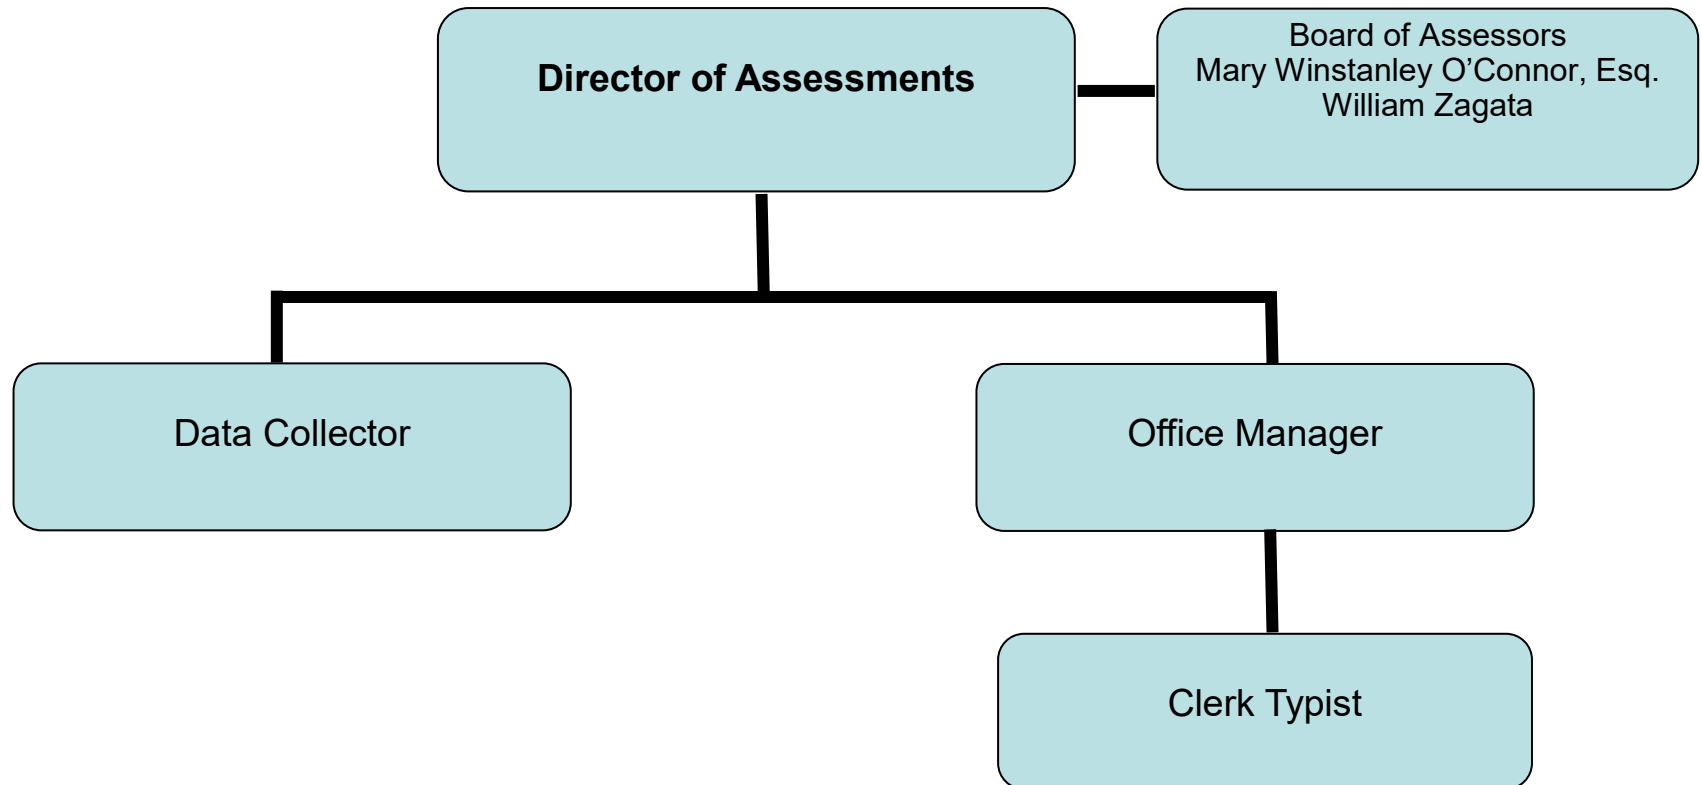 Director of Assessments
Board of Assessors
Mary Winstanley O’Connor, Esq.
William Zagata
Data Collector
Office Manager
Clerk Typist